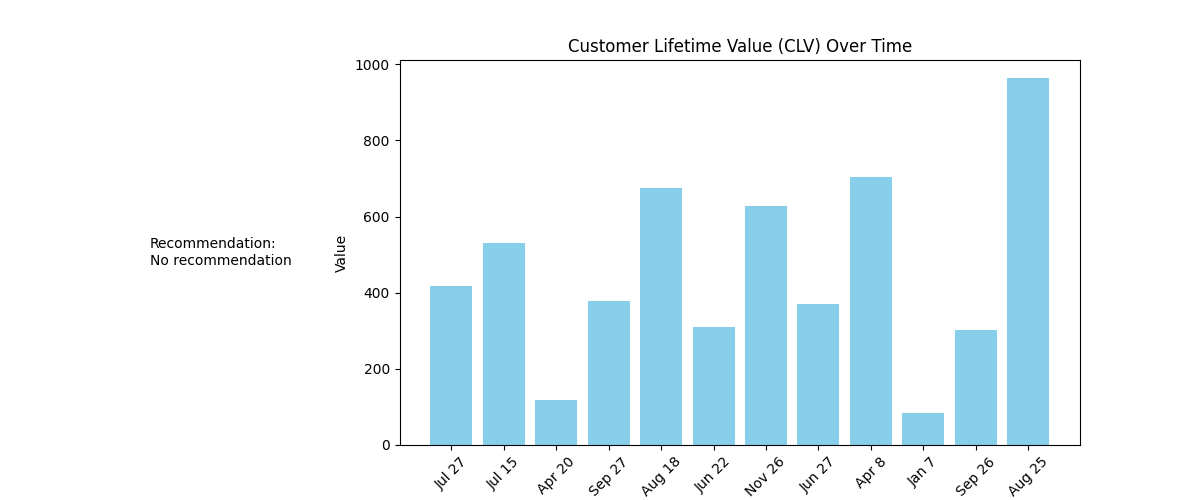 Customer Lifetime Value (CLV) Over Time
1000
800
600
400
200
0
Value
Recommendation:
No recommendation
Jul 27
Jul 15
Apr 20
Sep 27
Aug 18
Jun 22
Nov 26
Jun 27
Apr 8
Jan 7
Sep 26
Aug 25